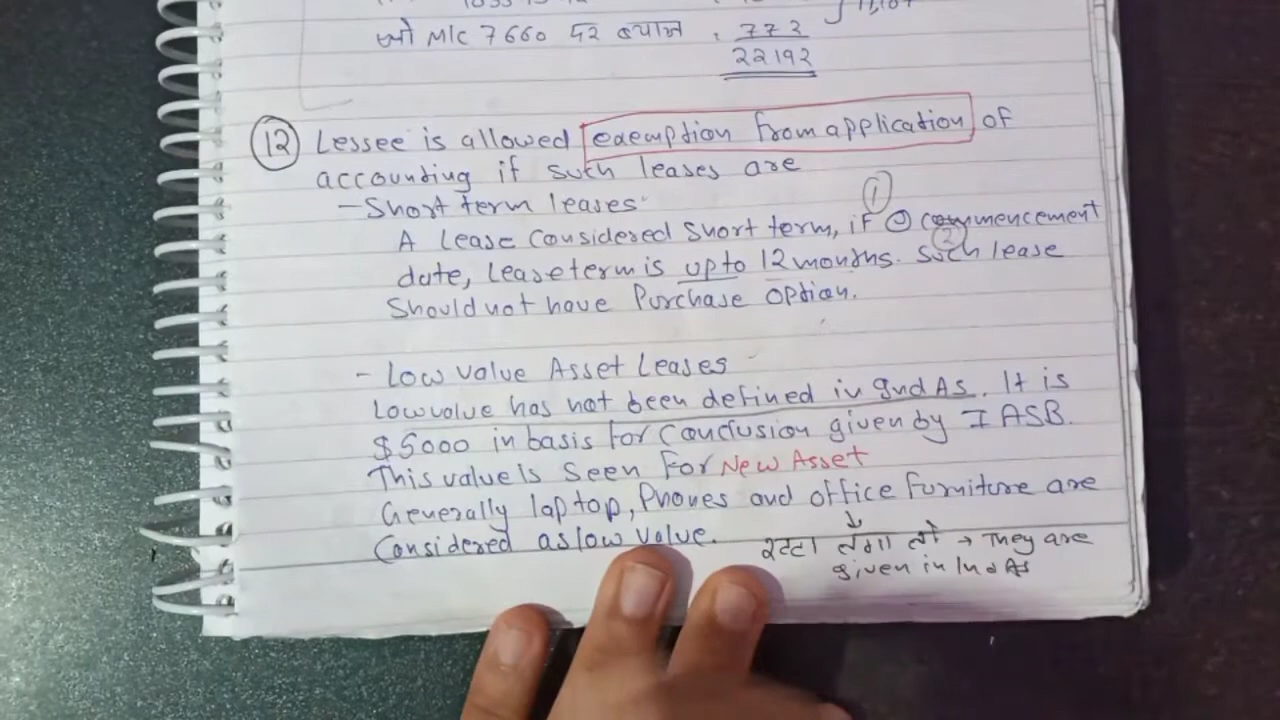 जो M/C 7660 पर ब्याज . 772
22192
12 Lessee is allowed exemption from application of
accounting if such leases are
- Short term leases
1
A Lease Considered Short term, if commencement
2
date, Lease term is upto 12 months. Such lease
Should not have Purchase Option.
- Low value Asset Leases
Low value has not been defined in Ind AS. It is
$5000 in basis for Conclusion given by IASB.
This value is Seen For New Asset
Generally laptop, Phones and office furniture are
Considered as low value.
रट्टा लगा लो → They are
given in Ind AS